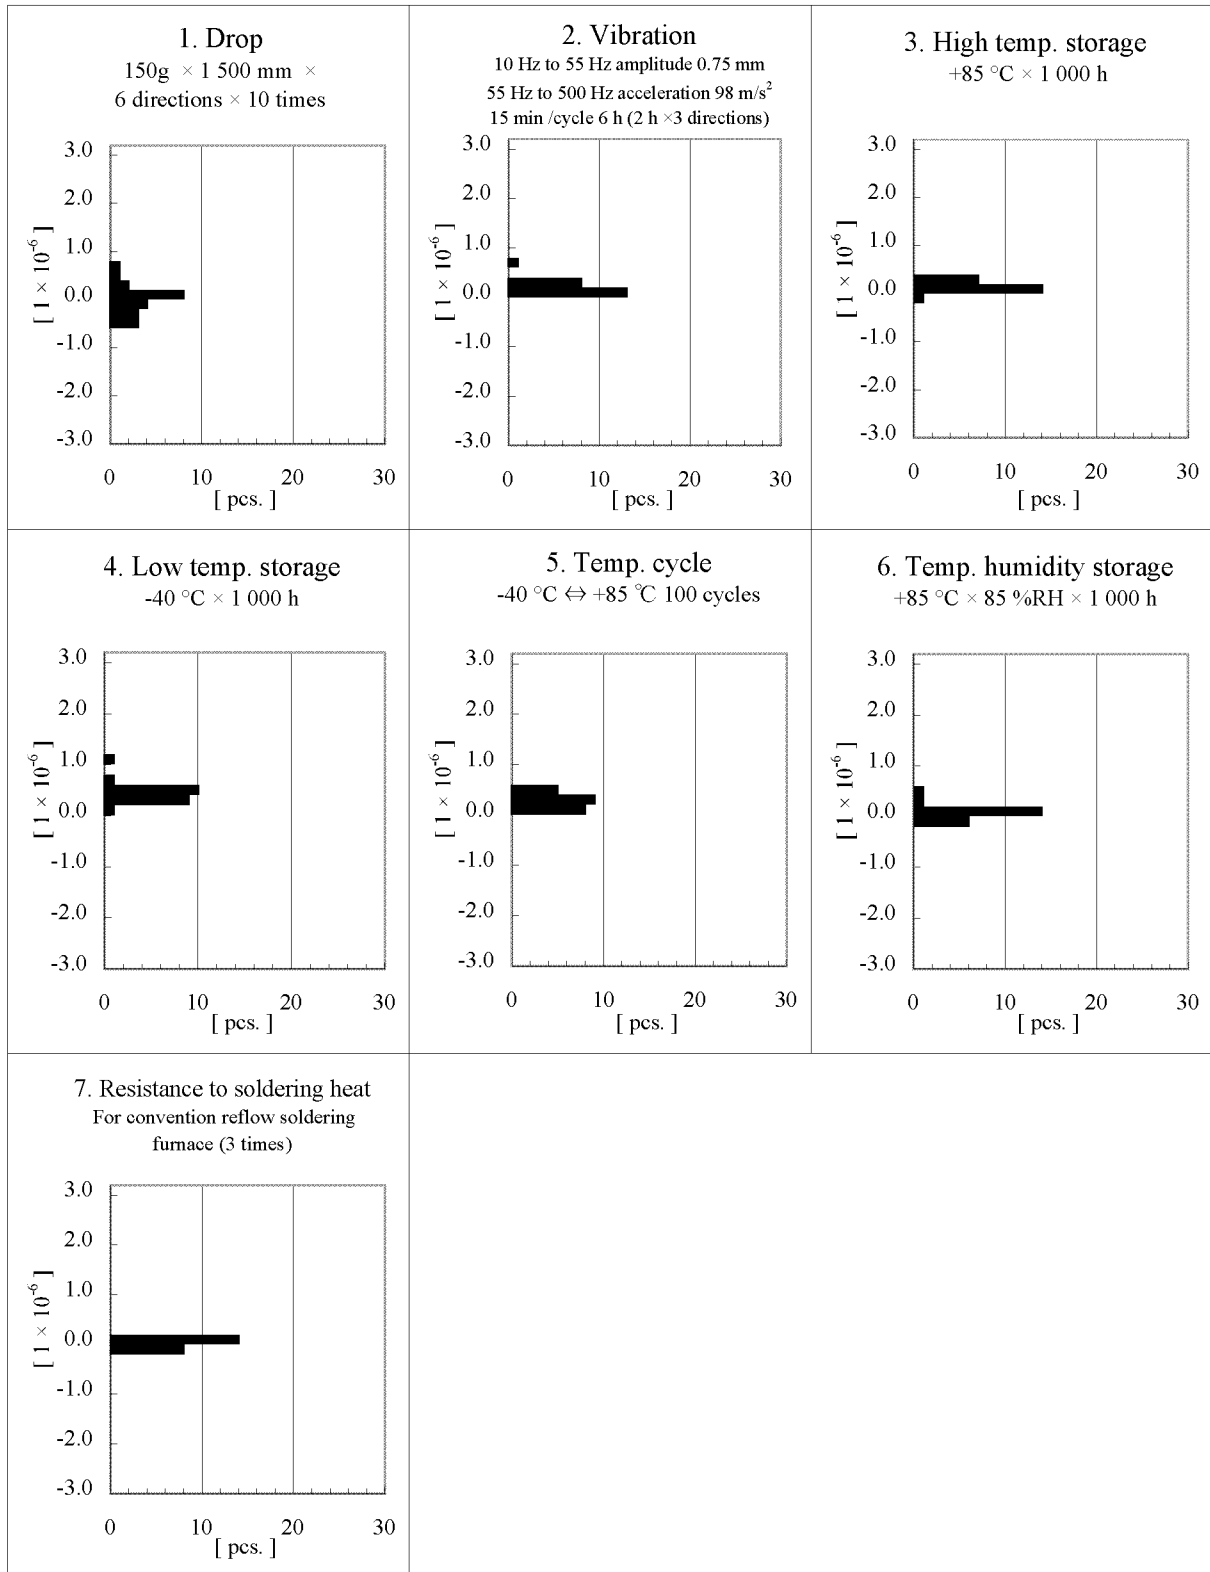 1. Drop
150g × 1 500 mm ×
6 directions × 10 times
3.0
2.0
1.0
0.0
-1.0
-2.0
-3.0
[ 1 × 10-6 ]
0 10 20 30
[ pcs. ]
2. Vibration
10 Hz to 55 Hz amplitude 0.75 mm
55 Hz to 500 Hz acceleration 98 m/s2
15 min /cycle 6 h (2 h ×3 directions)
3.0
2.0
1.0
0.0
-1.0
-2.0
-3.0
[ 1 × 10-6 ]
0 10 20 30
[ pcs. ]
3. High temp. storage
+85 °C × 1 000 h
3.0
2.0
1.0
0.0
-1.0
-2.0
-3.0
[ 1 × 10-6 ]
0 10 20 30
[ pcs. ]
4. Low temp. storage
-40 °C × 1 000 h
3.0
2.0
1.0
0.0
-1.0
-2.0
-3.0
[ 1 × 10-6 ]
0 10 20 30
[ pcs. ]
5. Temp. cycle
-40 °C ⇔ +85 ℃ 100 cycles
3.0
2.0
1.0
0.0
-1.0
-2.0
-3.0
[ 1 × 10-6 ]
0 10 20 30
[ pcs. ]
6. Temp. humidity storage
+85 °C × 85 %RH × 1 000 h
3.0
2.0
1.0
0.0
-1.0
-2.0
-3.0
[ 1 × 10-6 ]
0 10 20 30
[ pcs. ]
7. Resistance to soldering heat
For convention reflow soldering
furnace (3 times)
3.0
2.0
1.0
0.0
-1.0
-2.0
-3.0
[ 1 × 10-6 ]
0 10 20 30
[ pcs. ]